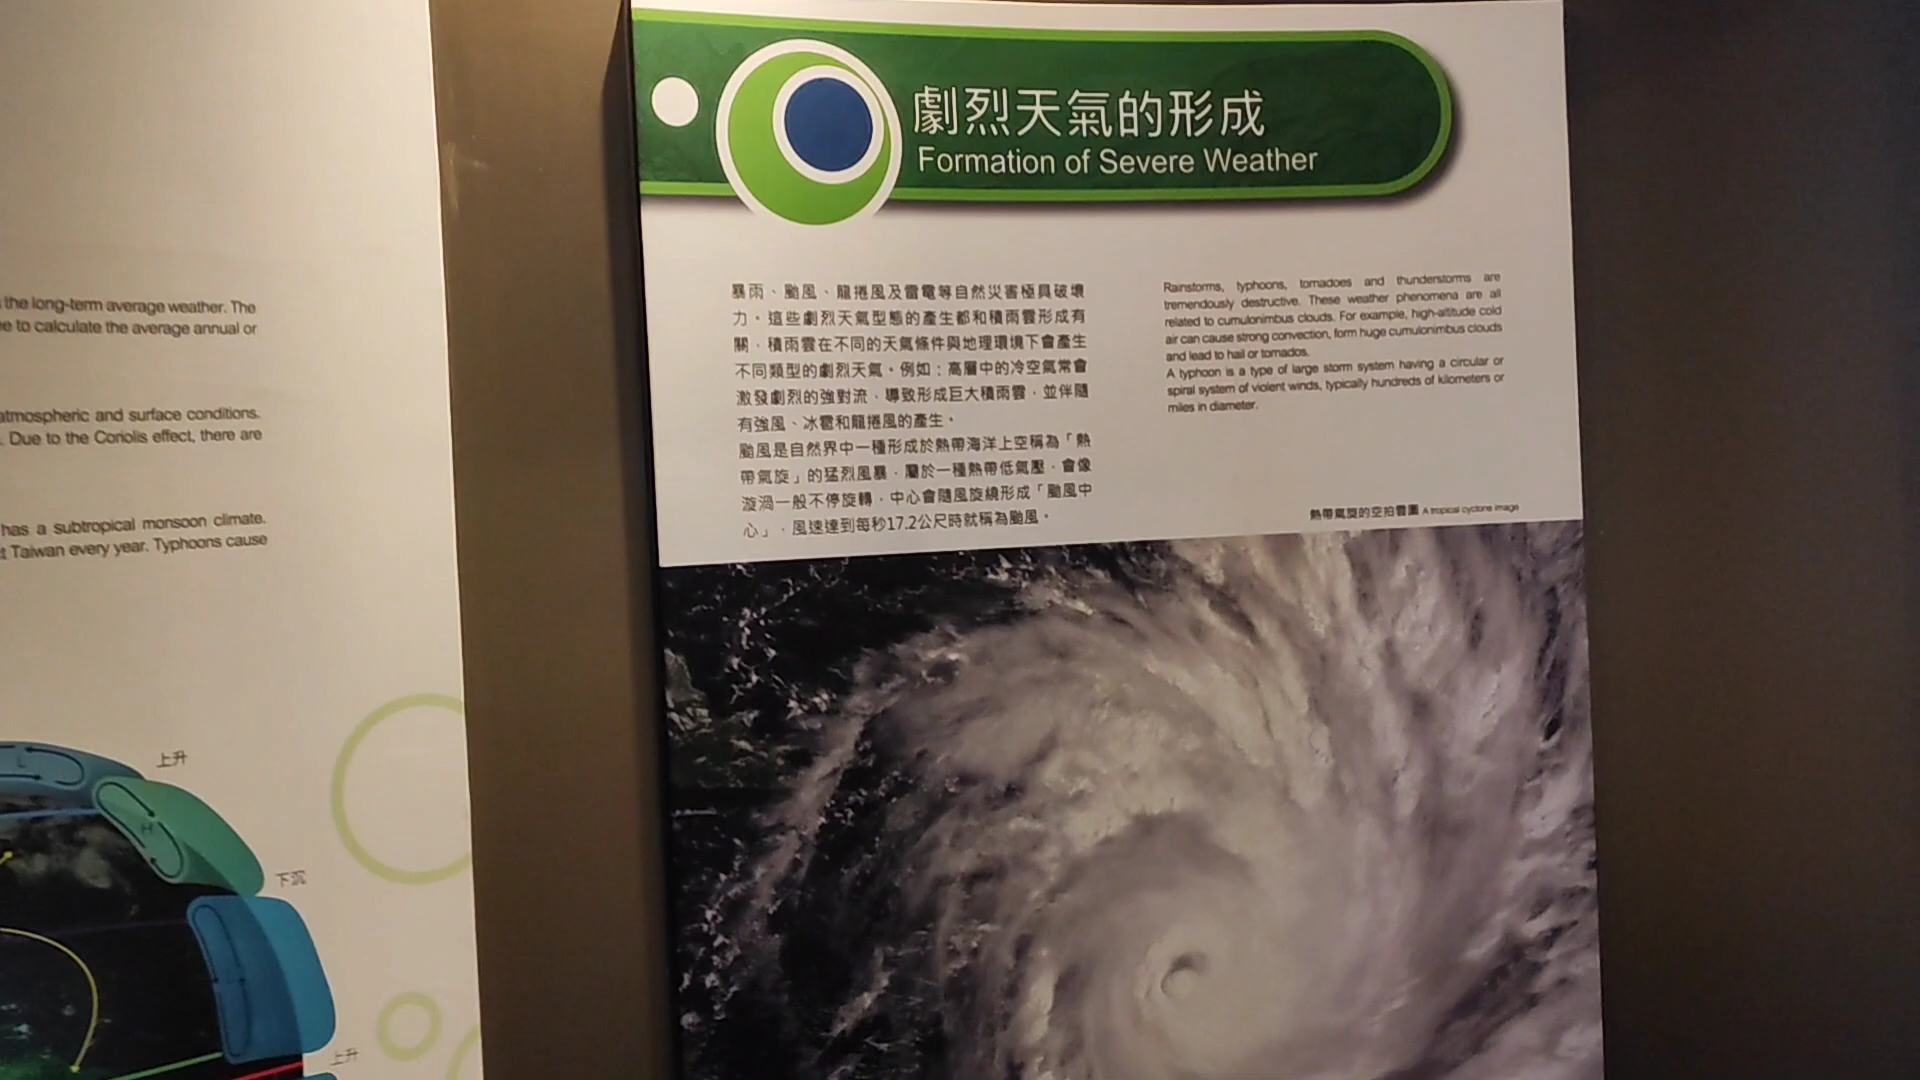 the long-term average weather. The
to calculate the average annual or
atmospheric and surface conditions.
Due to the Coriolis effect, there are
has a subtropical monsoon climate.
Taiwan every year. Typhoons cause
上升
H
下沉
上升
劇烈天氣的形成
Formation of Severe Weather
暴雨、颱風、龍捲風及雷電等自然災害極具破壞
力。這些劇烈天氣型態的產生都和積雨雲形成有
關，積雨雲在不同的天氣條件與地理環境下會產生
不同類型的劇烈天氣。例如：高層中的冷空氣常會
激發劇烈的強對流，導致形成巨大積雨雲，並伴隨
有強風、冰雹和龍捲風的產生。
颱風是自然界中一種形成於熱帶海洋上空稱為「熱
帶氣旋」的猛烈風暴，屬於一種熱帶低氣壓，會像
漩渦一般不停旋轉，中心會隨風旋繞形成「颱風中
心」，風速達到每秒17.2公尺時就稱為颱風。
Rainstorms, typhoons, tornadoes and thunderstorms are
tremendously destructive. These weather phenomena are all
related to cumulonimbus clouds. For example, high-altitude cold
air can cause strong convection, form huge cumulonimbus clouds
and lead to hail or tornados.
A typhoon is a type of large storm system having a circular or
spiral system of violent winds, typically hundreds of kilometers or
miles in diameter.
熱帶氣旋的空拍雲圖 A tropical cyclone image